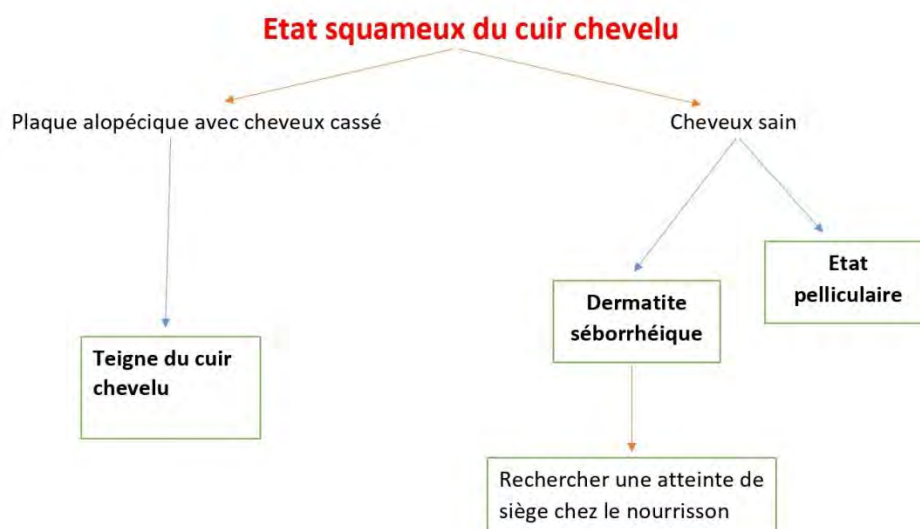 Etat squameux du cuir chevelu
Plaque alopécique avec cheveux cassé
Cheveux sain
Etat
pelliculaire
Dermatite
séborrhéique
Teigne du cuir
chevelu
Rechercher une atteinte de
siège chez le nourrisson